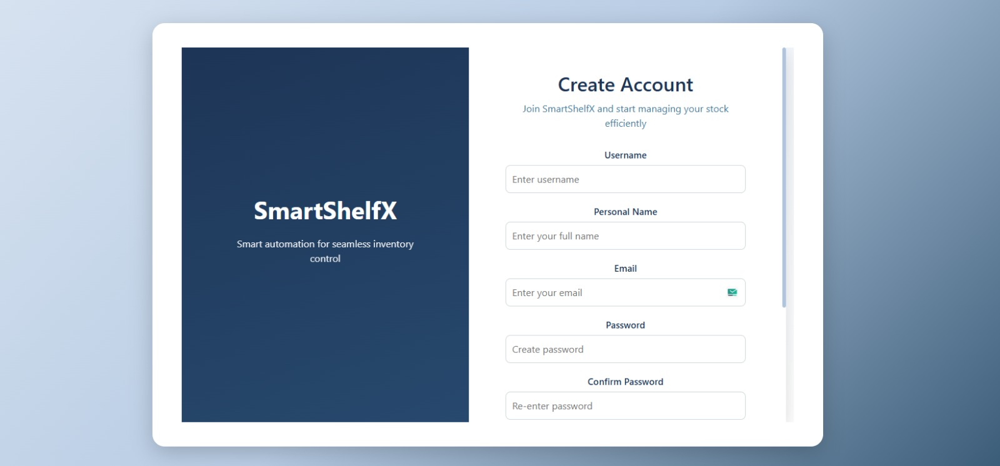 SmartShelfX
Smart automation for seamless inventory
control
Create Account
Join SmartShelfX and start managing your stock
efficiently
Username
Enter username
Personal Name
Enter your full name
Email
Enter your email
Password
Create password
Confirm Password
Re-enter password